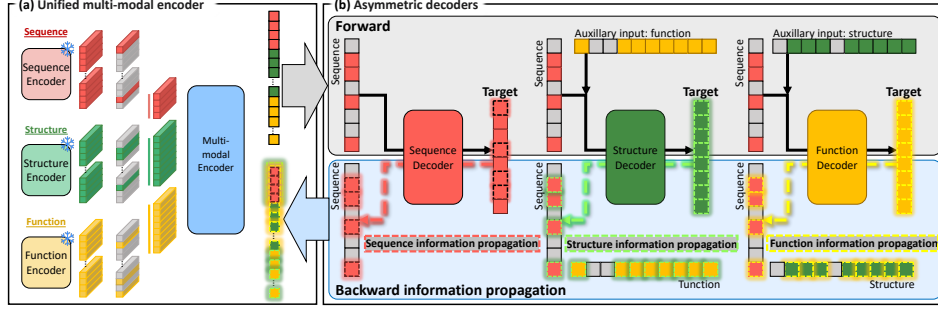 (a) Unified multi-modal encoder
Sequence
Sequence
Encoder
Structure
Structure
Encoder
Function
Function
Encoder
Multi-
modal
Encoder
(b) Asymmetric decoders
Forward
Sequence
Sequence
Decoder
Target
Auxillary input: function
Sequence
Structure
Decoder
Target
Auxillary input: structure
Sequence
Function
Decoder
Target
Sequence
Sequence information propagation
Sequence
Structure information propagation
Tunction
Sequence
Function information propagation
Structure
Backward information propagation